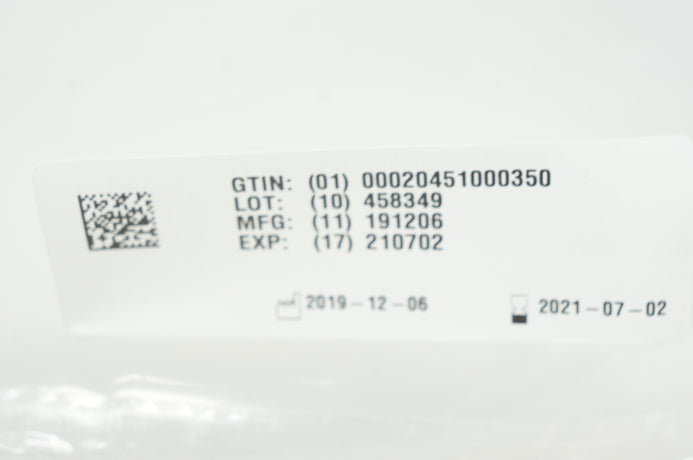 GTIN: (01) 00020451000350
LOT: (10) 458349
MFG: (11) 191206
EXP: (17) 210702
2019-12-06 2021-07-02